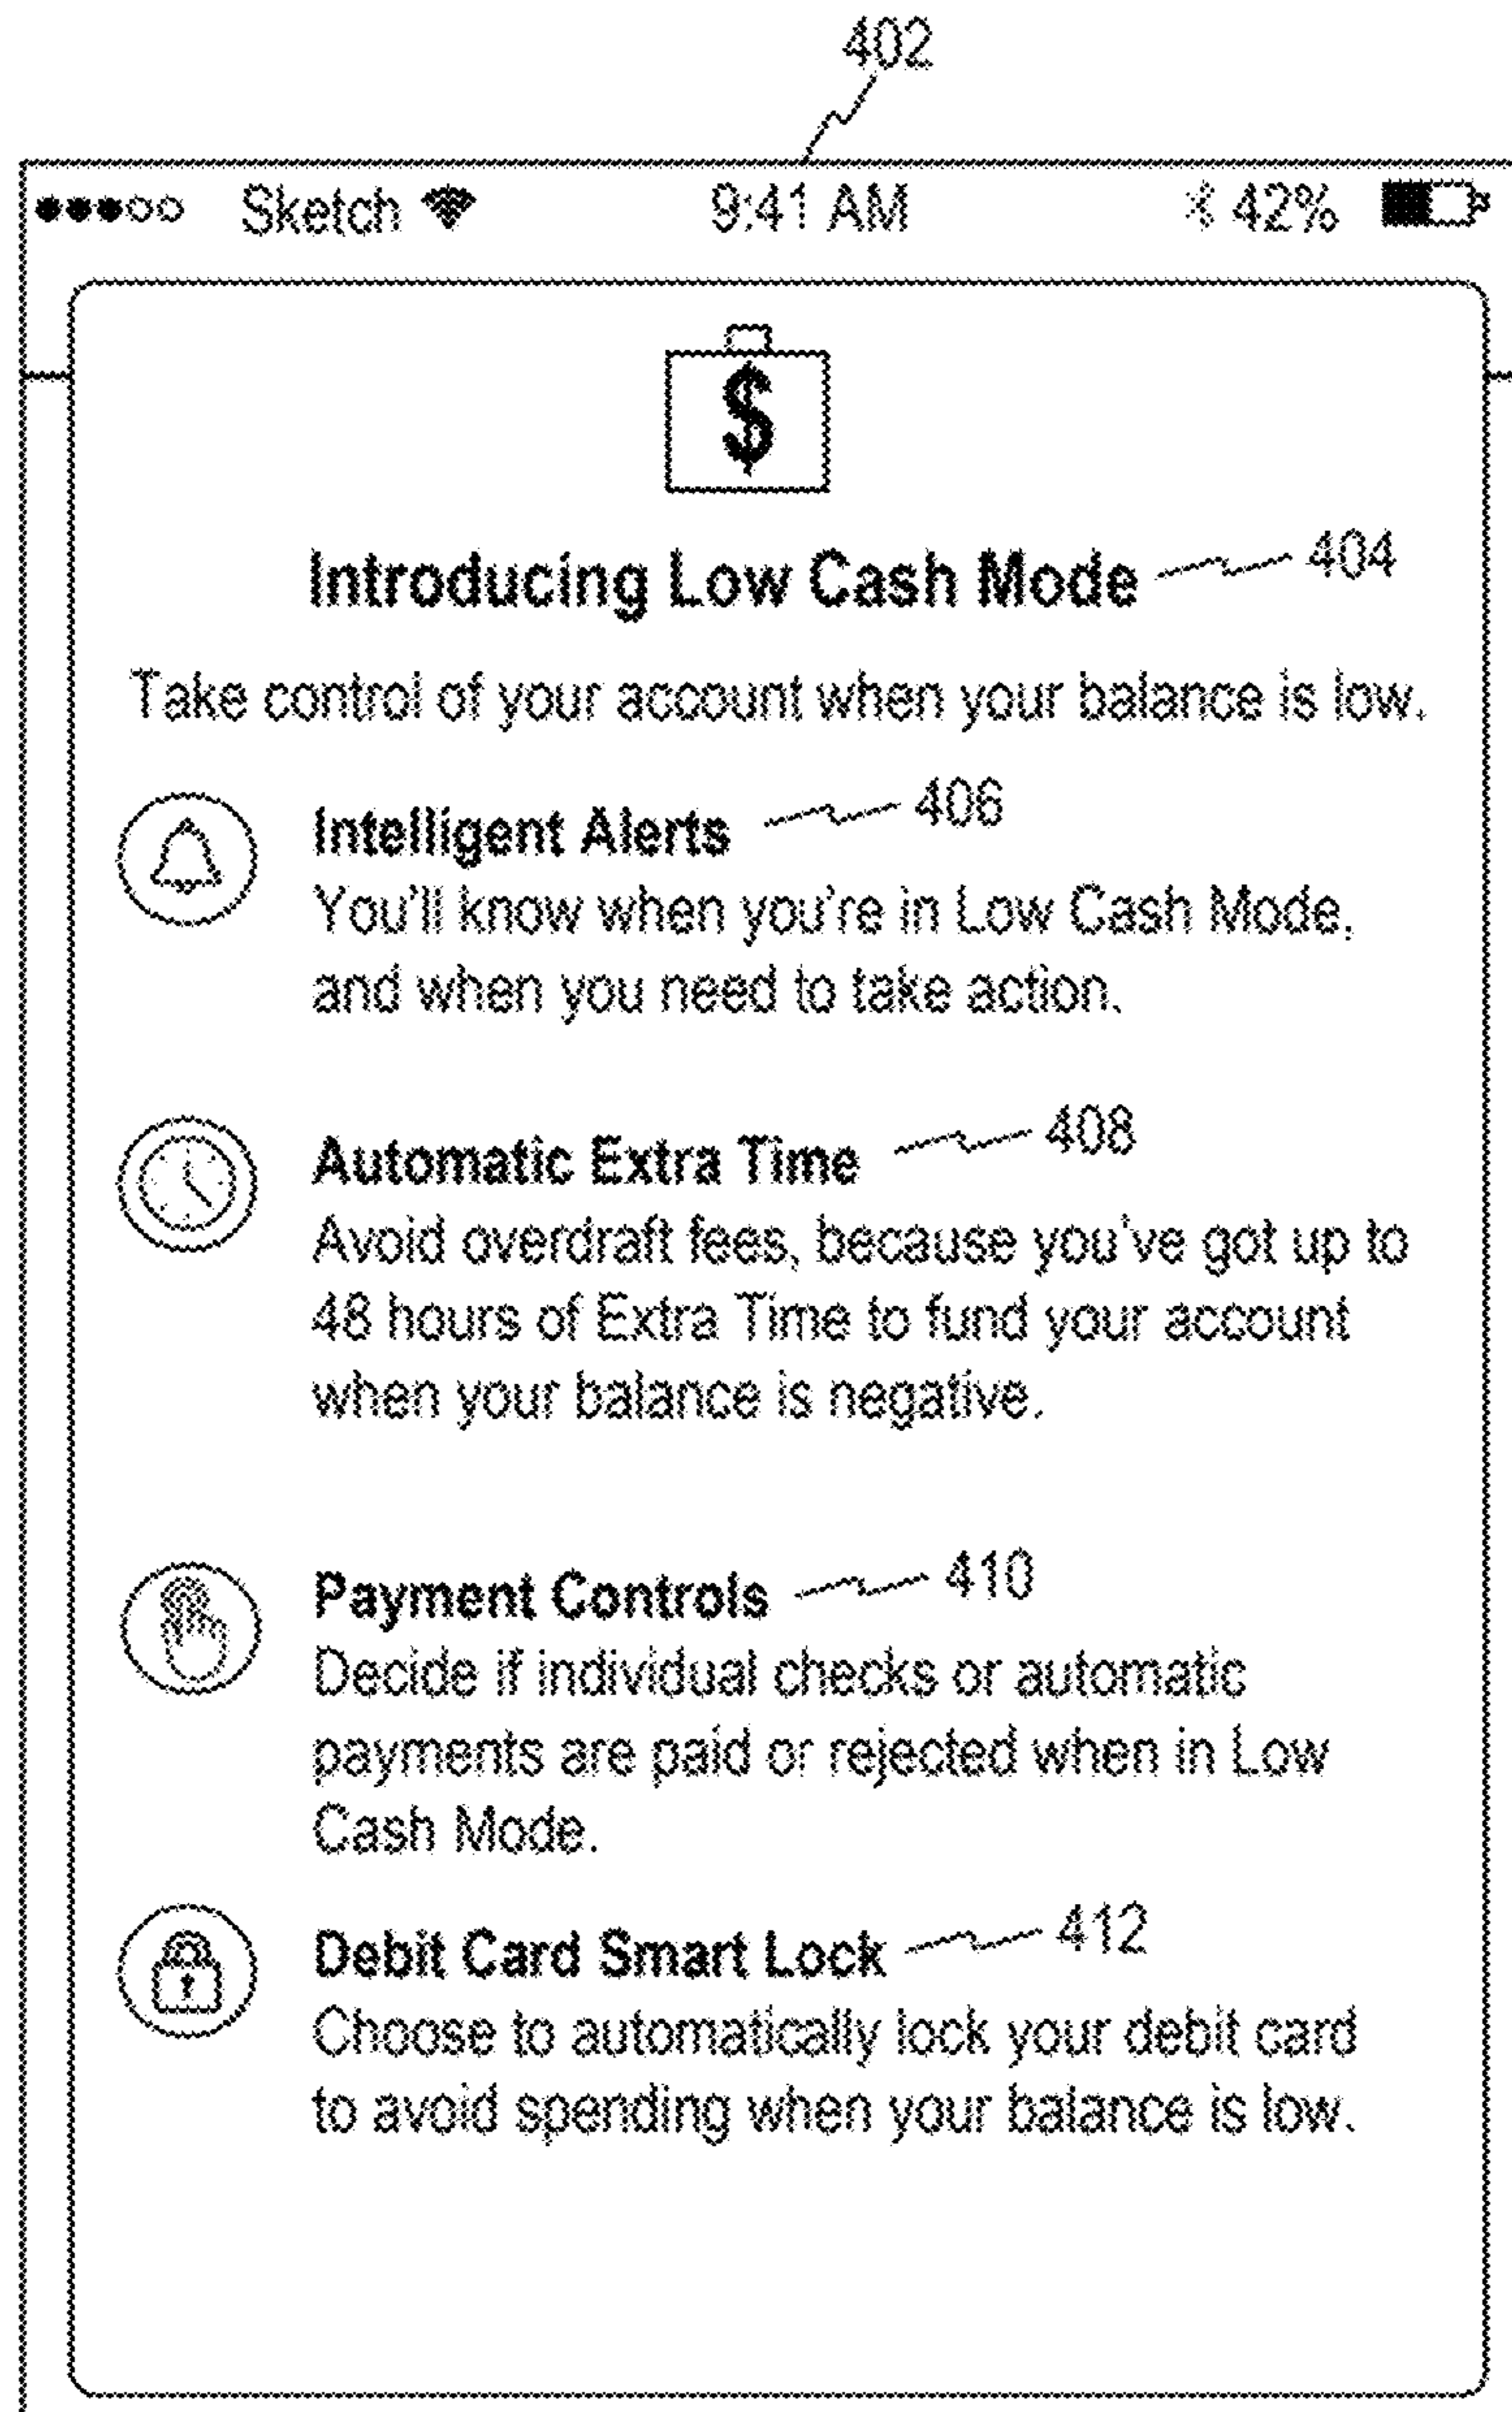 402
Sketch 9:41 AM 42%
$
Introducing Low Cash Mode 404
Take control of your account when your balance is low.
Intelligent Alerts 406
You'll know when you're in Low Cash Mode,
and when you need to take action.
Automatic Extra Time 408
Avoid overdraft fees, because you've got up to
48 hours of Extra Time to fund your account
when your balance is negative.
Payment Controls 410
Decide if individual checks or automatic
payments are paid or rejected when in Low
Cash Mode.
Debit Card Smart Lock 412
Choose to automatically lock your debit card
to avoid spending when your balance is low.